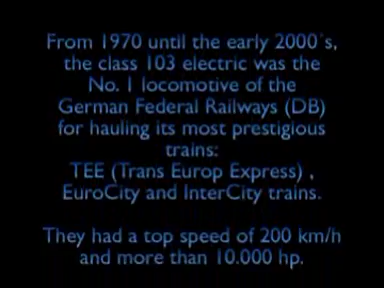 From 1970 until the early 2000's,
the class 103 electric was the
No. 1 locomotive of the
German Federal Railways (DB)
for hauling its most prestigious
trains:
TEE (Trans Europ Express) ,
EuroCity and InterCity trains.
They had a top speed of 200 km/h
and more than 10.000 hp.